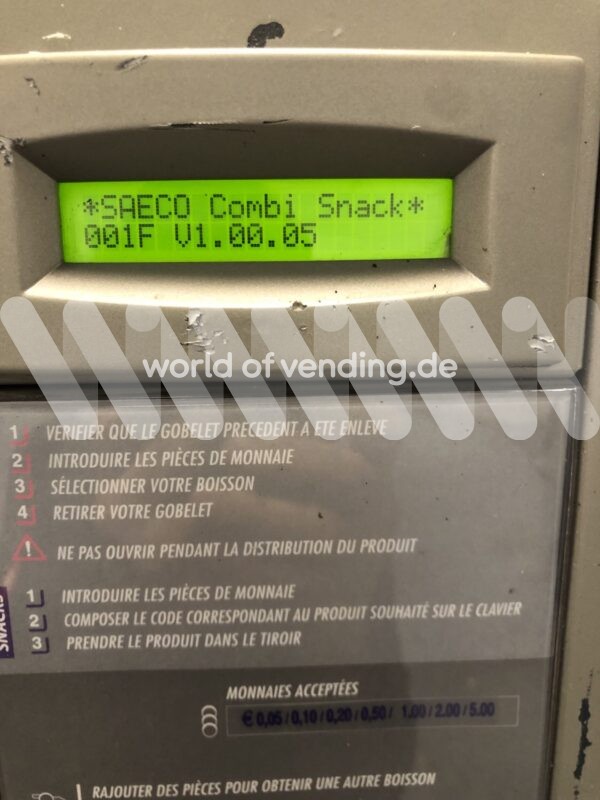 *SAECO Combi Snack*
001F V1.00.05
world of vending.de
1 VERIFIER QUE LE GOBELET PRECEDENT A ETE ENLEVE
2 INTRODUIRE LES PIÈCES DE MONNAIE
3 SÉLECTIONNER VOTRE BOISSON
4 RETIRER VOTRE GOBELET
! NE PAS OUVRIR PENDANT LA DISTRIBUTION DU PRODUIT
SNACKS
1 INTRODUIRE LES PIÈCES DE MONNAIE
2 COMPOSER LE CODE CORRESPONDANT AU PRODUIT SOUHAITÉ SUR LE CLAVIER
3 PRENDRE LE PRODUIT DANS LE TIROIR
MONNAIES ACCEPTÉES
€ 0,05 / 0,10 / 0,20 / 0,50 / 1.00 / 2.00 / 5.00
RAJOUTER DES PIÈCES POUR OBTENIR UNE AUTRE BOISSON